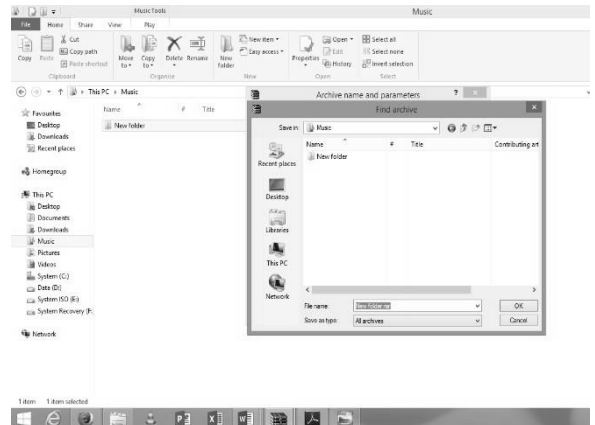 Music Tools
Music
File Home Share View Play
Copy
Paste
Cut
Copy path
Paste shortcut
Move to
Copy to
Delete
Rename
New folder
New item
Easy access
Properties
Open
Edit
History
Select all
Select none
Invert selection
Clipboard
Organise
New
Open
Select
This PC Music
Favourites
Desktop
Downloads
Recent places
Homegroup
This PC
Desktop
Documents
Downloads
Music
Pictures
Videos
System (C:)
Data (D:)
System ISO (E:)
System Recovery (F:
Network
Name # Title
New folder
Archive name and parameters ? x
Find archive x
Save in: Music
Recent places
Desktop
Libraries
This PC
Network
Name # Title Contributing art
New folder
File name: New folder.rar
Save as type: All archives
OK
Cancel
1 item 1 item selected